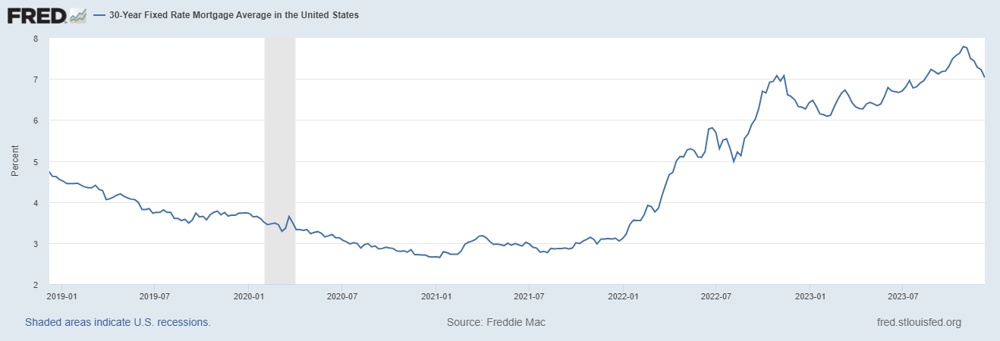 FRED
30-Year Fixed Rate Mortgage Average in the United States
8
7
6
5
4
3
2
Percent
2019-01 2019-07 2020-01 2020-07 2021-01 2021-07 2022-01 2022-07 2023-01 2023-07
Shaded areas indicate U.S. recessions. Source: Freddie Mac fred.stlouisfed.org